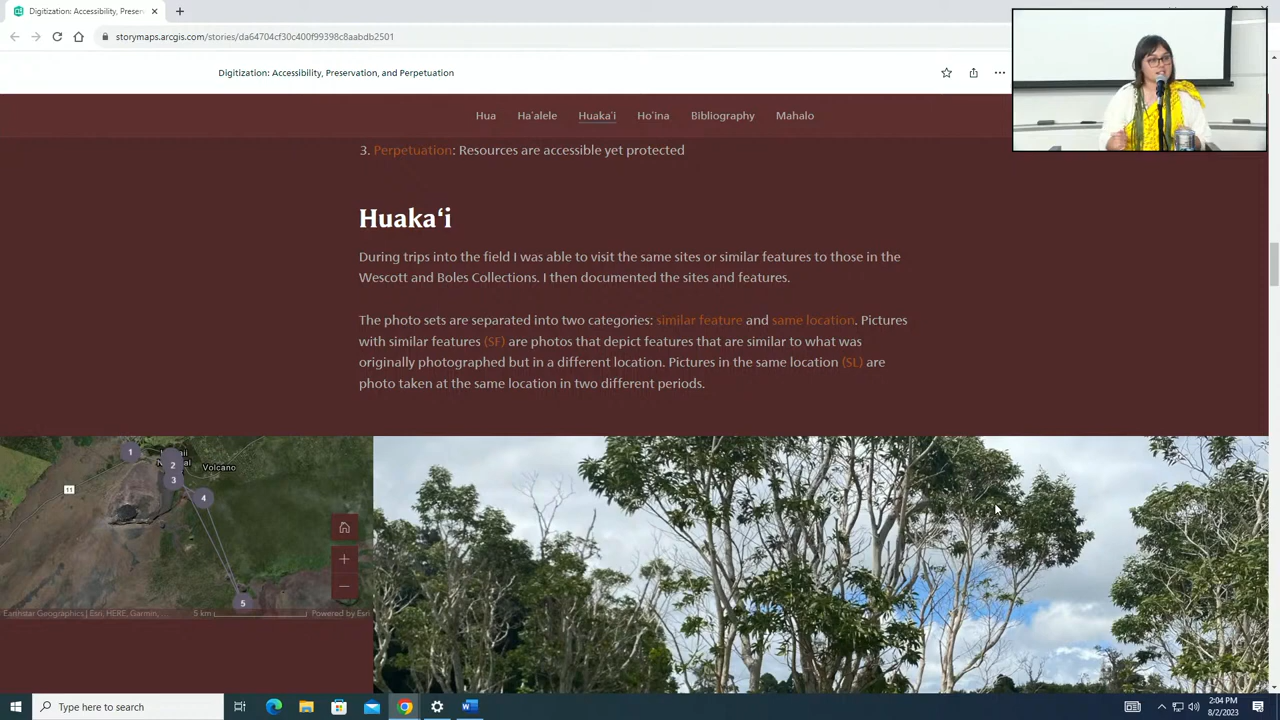 Digitization: Accessibility, Preser
storymaps.arcgis.com/stories/da64704cf30c400f99398c8aabdb2501
Digitization: Accessibility, Preservation, and Perpetuation
Hua Haʻalele Huakaʻi Hoʻina Bibliography Mahalo
3. Perpetuation: Resources are accessible yet protected
Huakaʻi
During trips into the field I was able to visit the same sites or similar features to those in the
Wescott and Boles Collections. I then documented the sites and features.
The photo sets are separated into two categories: similar feature and same location. Pictures
with similar features (SF) are photos that depict features that are similar to what was
originally photographed but in a different location. Pictures in the same location (SL) are
photo taken at the same location in two different periods.
1
2
Volcano
3
4
11
5
5 km
Earthstar Geographics | Esri, HERE, Garmin,
Powered by Esri
Type here to search
2:04 PM
8/2/2023